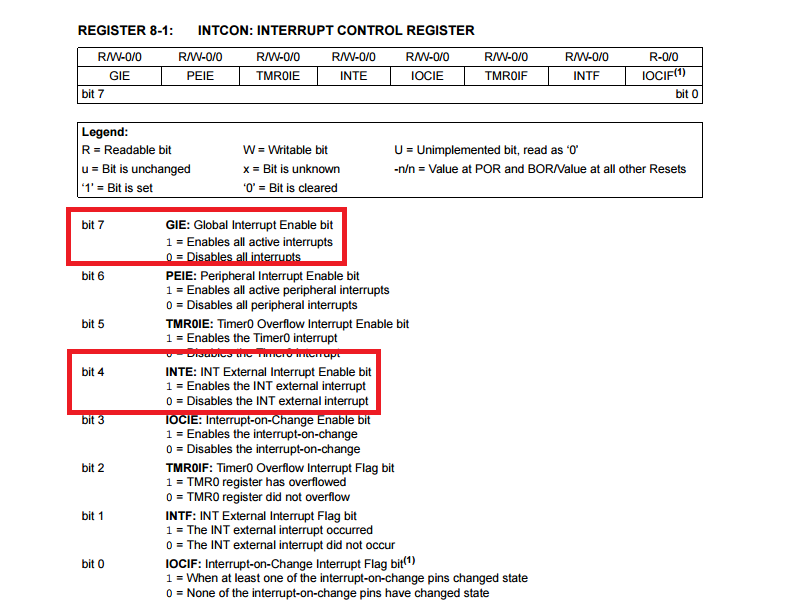 REGISTER 8-1: INTCON: INTERRUPT CONTROL REGISTER
R/W-0/0 R/W-0/0 R/W-0/0 R/W-0/0 R/W-0/0 R/W-0/0 R/W-0/0 R-0/0
GIE PEIE TMR0IE INTE IOCIE TMR0IF INTF IOCIF(1)
bit 7 bit 0
Legend:
R = Readable bit W = Writable bit U = Unimplemented bit, read as ‘0’
u = Bit is unchanged x = Bit is unknown -n/n = Value at POR and BOR/Value at all other Resets
‘1’ = Bit is set ‘0’ = Bit is cleared
bit 7 GIE: Global Interrupt Enable bit
1 = Enables all active interrupts
0 = Disables all interrupts
bit 6 PEIE: Peripheral Interrupt Enable bit
1 = Enables all active peripheral interrupts
0 = Disables all peripheral interrupts
bit 5 TMR0IE: Timer0 Overflow Interrupt Enable bit
1 = Enables the Timer0 interrupt
0 = Disables the Timer0 interrupt
bit 4 INTE: INT External Interrupt Enable bit
1 = Enables the INT external interrupt
0 = Disables the INT external interrupt
bit 3 IOCIE: Interrupt-on-Change Enable bit
1 = Enables the interrupt-on-change
0 = Disables the interrupt-on-change
bit 2 TMR0IF: Timer0 Overflow Interrupt Flag bit
1 = TMR0 register has overflowed
0 = TMR0 register did not overflow
bit 1 INTF: INT External Interrupt Flag bit
1 = The INT external interrupt occurred
0 = The INT external interrupt did not occur
bit 0 IOCIF: Interrupt-on-Change Interrupt Flag bit(1)
1 = When at least one of the interrupt-on-change pins changed state
0 = None of the interrupt-on-change pins have changed state